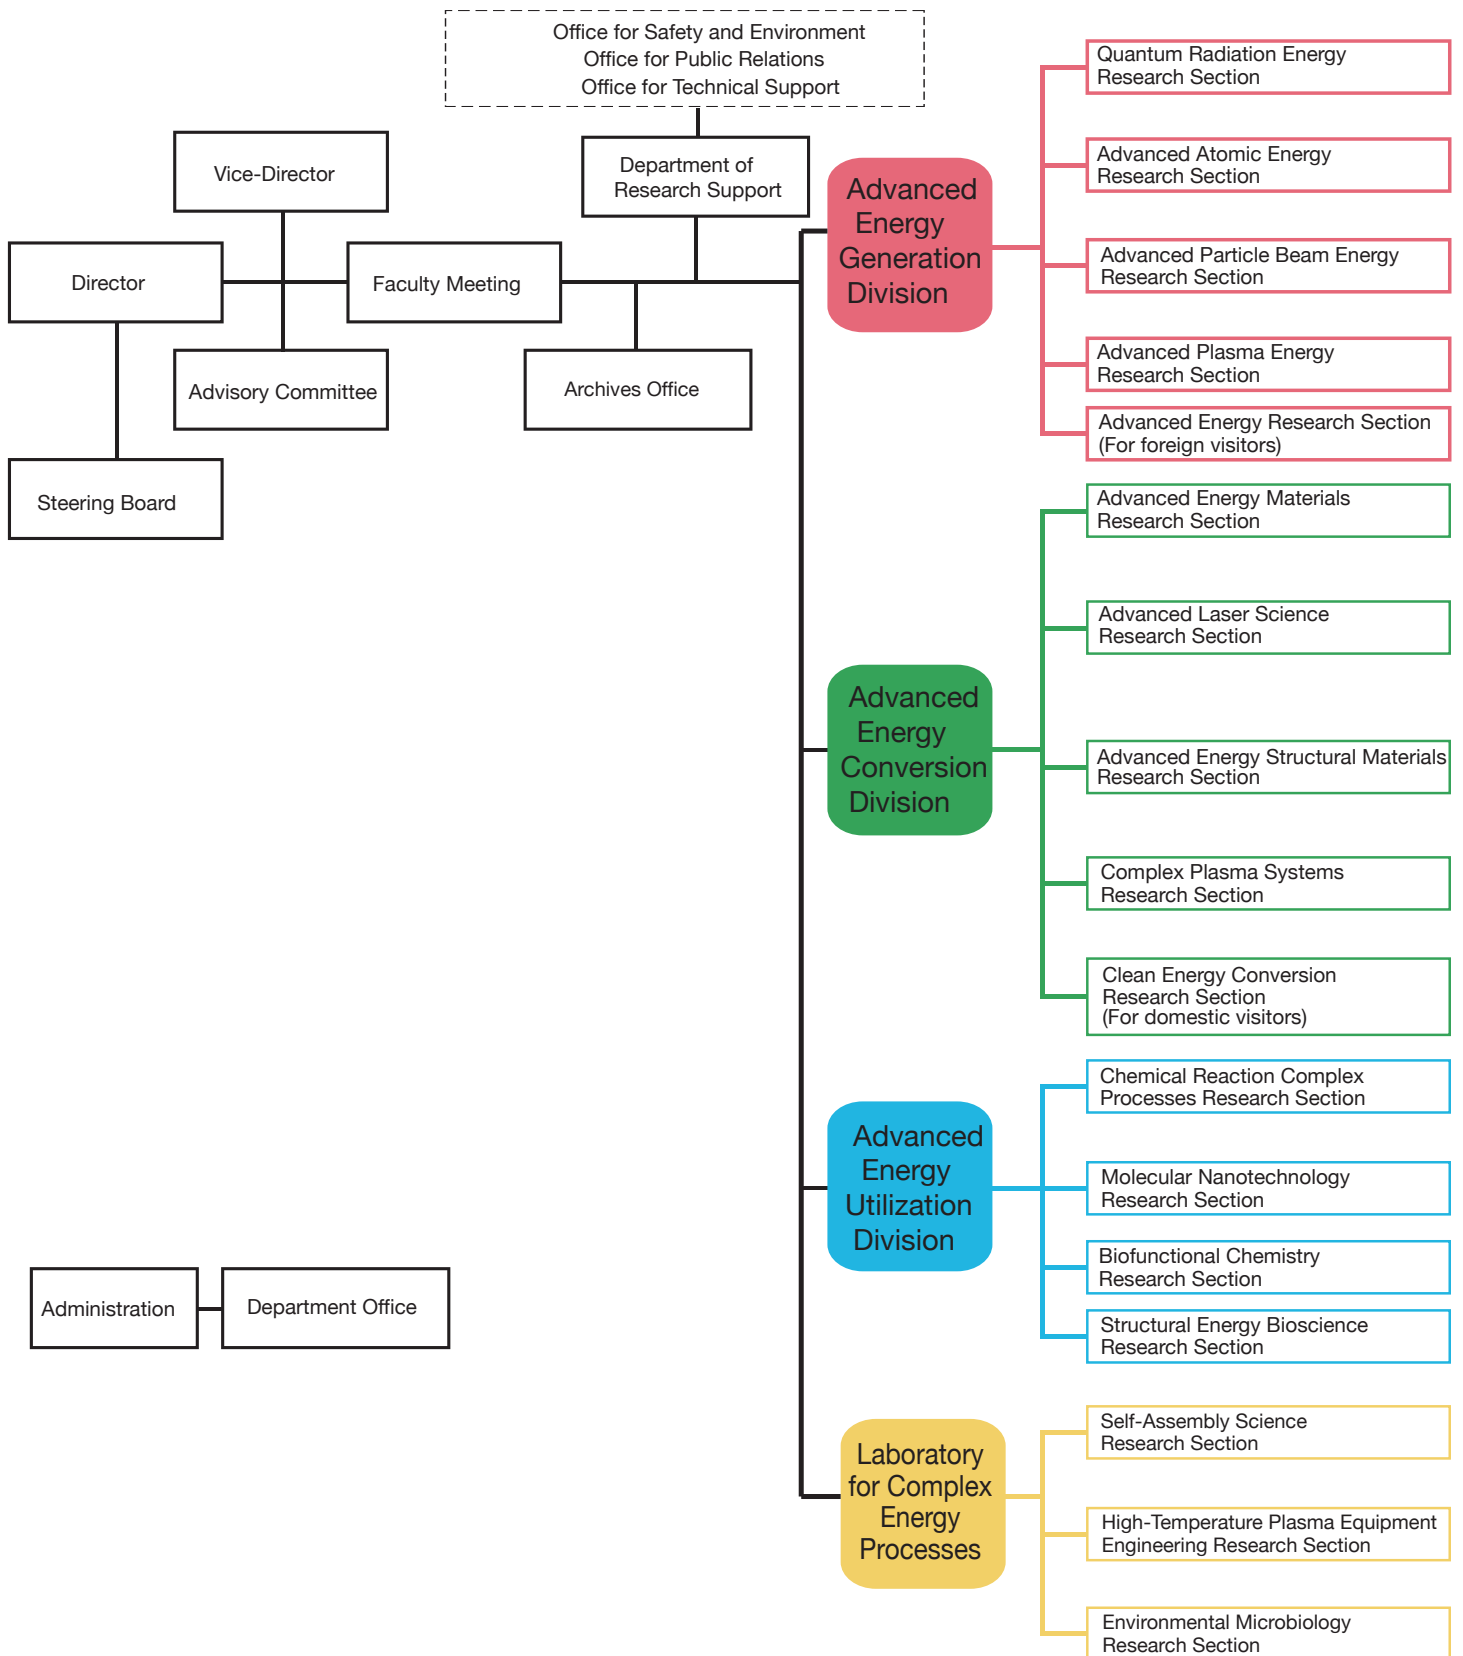 Office for Safety and Environment
Office for Public Relations
Office for Technical Support
Department of
Research Support
Vice-Director
Director
Faculty Meeting
Advisory Committee
Archives Office
Steering Board
Administration
Department Office
Advanced
Energy
Generation
Division
Quantum Radiation Energy
Research Section
Advanced Atomic Energy
Research Section
Advanced Particle Beam Energy
Research Section
Advanced Plasma Energy
Research Section
Advanced Energy Research Section
(For foreign visitors)
Advanced
Energy
Conversion
Division
Advanced Energy Materials
Research Section
Advanced Laser Science
Research Section
Advanced Energy Structural Materials
Research Section
Complex Plasma Systems
Research Section
Clean Energy Conversion
Research Section
(For domestic visitors)
Advanced
Energy
Utilization
Division
Chemical Reaction Complex
Processes Research Section
Molecular Nanotechnology
Research Section
Biofunctional Chemistry
Research Section
Structural Energy Bioscience
Research Section
Laboratory
for Complex
Energy
Processes
Self-Assembly Science
Research Section
High-Temperature Plasma Equipment
Engineering Research Section
Environmental Microbiology
Research Section